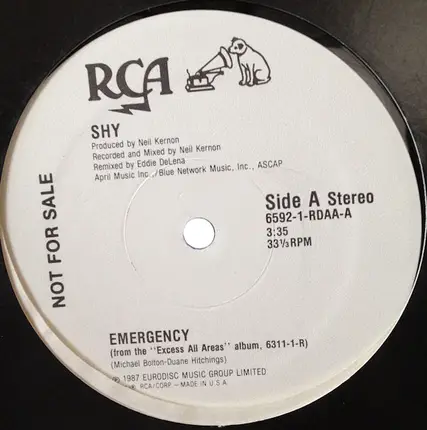 RCA
SHY
Produced by Neil Kernon
Recorded and Mixed by Neil Kernon
Remixed by Eddie DeLena
April Music Inc./Blue Network Music, Inc., ASCAP
NOT FOR SALE
Side A Stereo
6592-1-RDAA-A
3:35
33⅓RPM
EMERGENCY
(from the "Excess All Areas" album, 6311-1-R)
(Michael Bolton-Duane Hitchings)
℗ 1987 EURODISC MUSIC GROUP LIMITED
® RCA/CORP - MADE IN U.S.A.